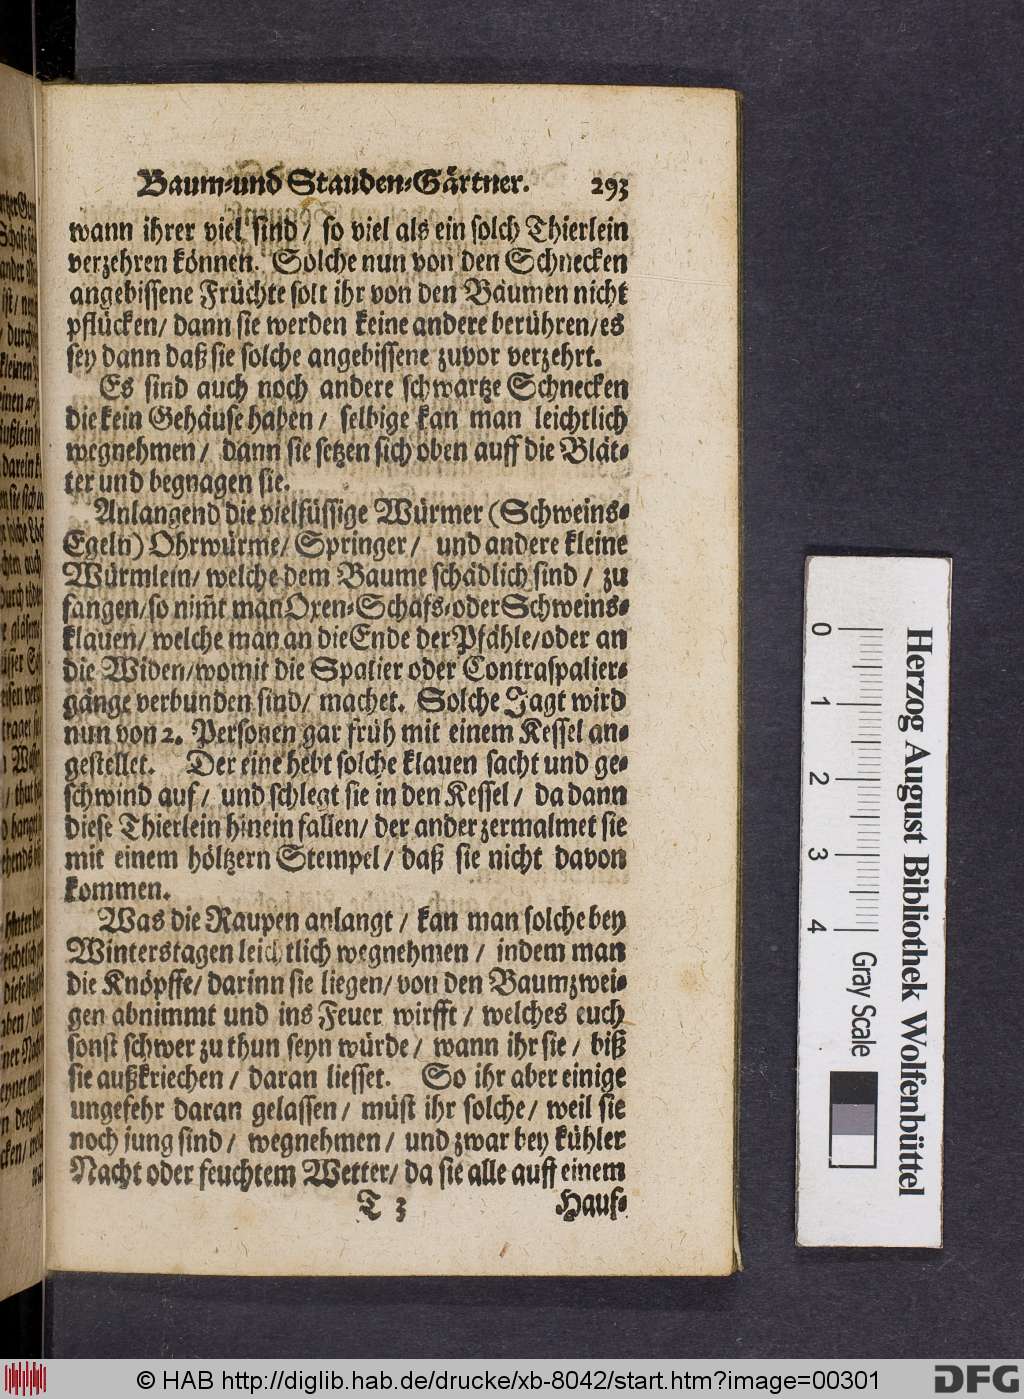 Baum-und Stauden-Gärtner. 293
wann ihrer viel sind / so viel als ein solch Thierlein
verzehren können. Solche nun von den Schnecken
angebissene Früchte solt ihr von den Bäumen nicht
pflücken / dann sie werden keine andere berühren / es
sey dann daß sie solche angebissene zuvor verzehrt.
Es sind auch noch andere schwartze Schnecken
die kein Gehäuse haben / selbige kan man leichtlich
wegnehmen / dann sie setzen sich oben auff die Blät-
ter und begnagen sie.
Anlangend die vielfüssige Würmer (Schweins-
Egeln) Ohrwürme / Springer / und andere kleine
Würmlein / welche dem Baume schädlich sind / zu
fangen / so nim̃t man Oxen-Schafs-oder Schweins-
klauen / welche man an die Ende der Pfähle / oder an
die Widen / womit die Spalier oder Contraspalier-
gänge verbunden sind / machet. Solche Jagt wird
nun von 2. Personen gar früh mit einem Kessel an-
gestellet. Der eine hebt solche klauen sacht und ge-
schwind auf / und schlegt sie in den Kessel / da dann
diese Thierlein hinein fallen / der ander zermalmet sie
mit einem höltzern Stempel / daß sie nicht davon
kommen.
Was die Raupen anlangt / kan man solche bey
Winterstagen leichtlich wegnehmen / indem man
die Knöpffe / darinn sie liegen / von den Baumzwei-
gen abnimmt und ins Feuer wirfft / welches euch
sonst schwer zu thun seyn würde / wann ihr sie / biß
sie außkriechen / daran liesset. So ihr aber einige
ungefehr daran gelassen / müst ihr solche / weil sie
noch jung sind / wegnehmen / und zwar bey kühler
Nacht oder feuchtem Wetter / da sie alle auff einem
T 3 Hauf-
0 1 2 3 4
Gray Scale
Herzog August Bibliothek Wolfenbüttel
© HAB http://diglib.hab.de/drucke/xb-8042/start.htm?image=00301
DFG